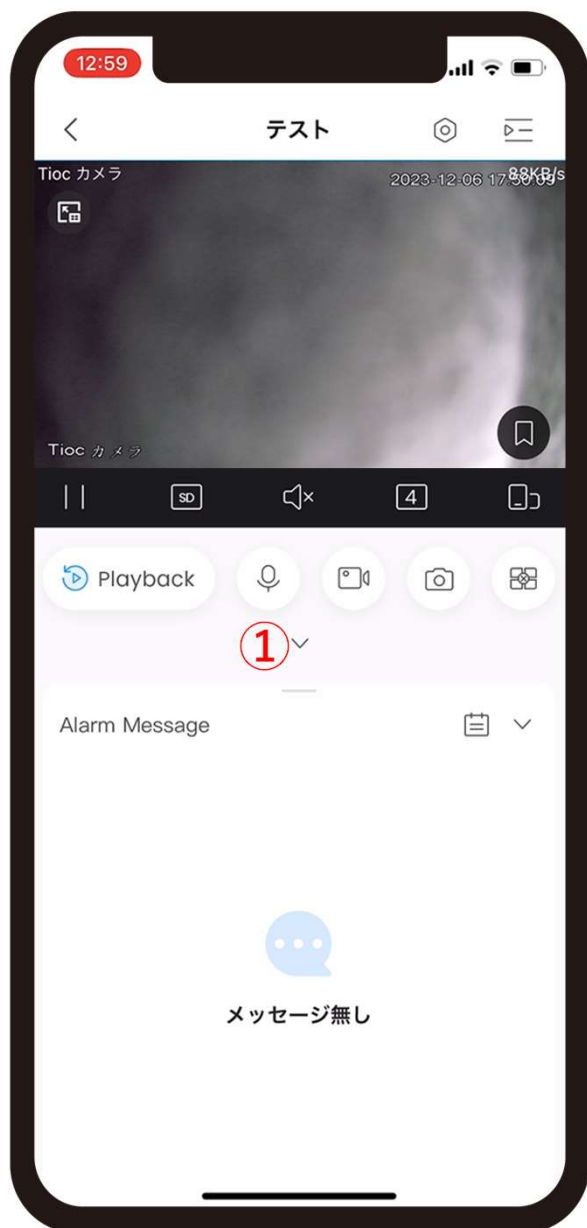 12:59
テスト
Tioc カメラ
2023-12-06 17:50:09
88KB/s
Tioc カメラ
SD
4
Playback
①
Alarm Message
メッセージ無し